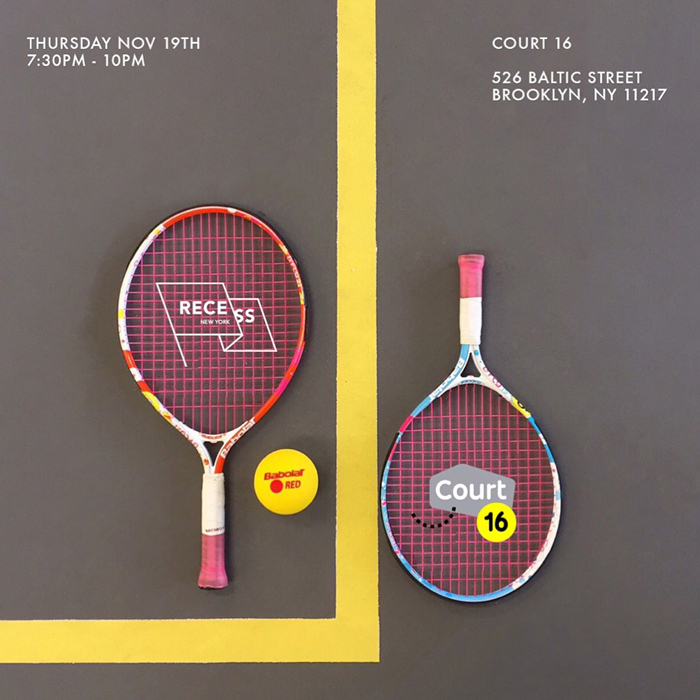 THURSDAY NOV 19TH
7:30PM - 10PM
COURT 16
526 BALTIC STREET
BROOKLYN, NY 11217
RECESS
NEW YORK
Babolat
RED
Court
16